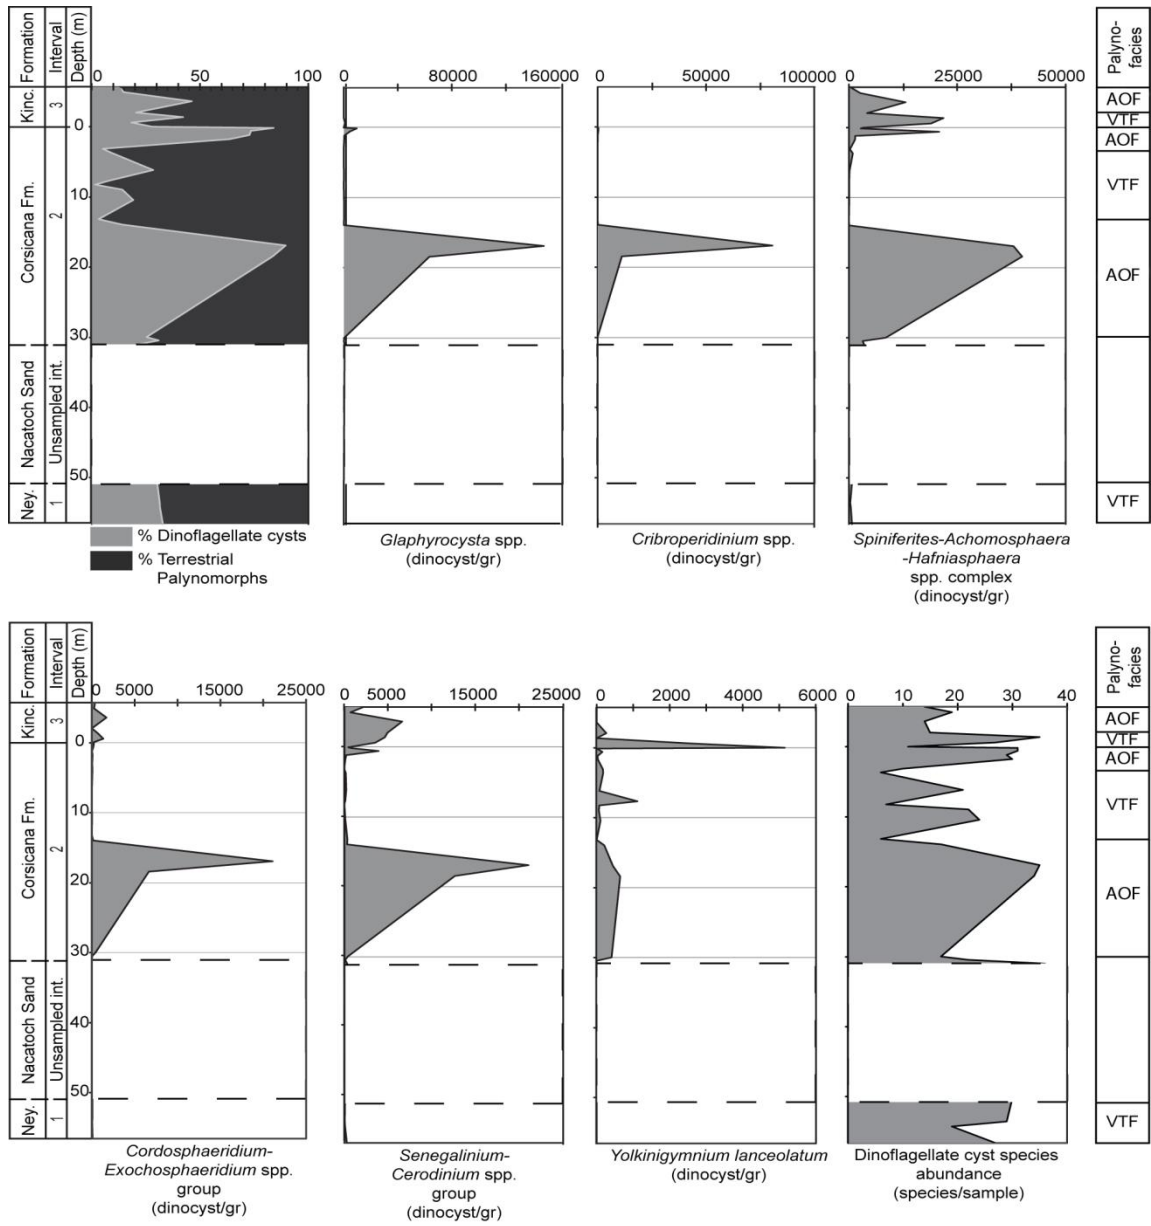 Formation
Interval
Depth (m)
0 50 100
0 80000 1600000
0 50000 100000
0 25000 50000
Palyno-
facies
Kinc.
3
Corsicana Fm.
2
Nacatoch Sand
Unsampled int.
Ney.
1
0
10
20
30
40
50
AOF
VTF
AOF
VTF
AOF
VTF
% Dinoflagellate cysts
% Terrestrial
Palynomorphs
Glaphyrocysta spp.
(dinocyst/gr)
Cribroperidinium spp.
(dinocyst/gr)
Spiniferites-Achomosphaera
-Hafniasphaera
spp. complex
(dinocyst/gr)
Formation
Interval
Depth (m)
0 5000 15000 25000
0 5000 15000 25000
0 2000 4000 6000
0 10 20 30 40
Palyno-
facies
Kinc.
3
Corsicana Fm.
2
Nacatoch Sand
Unsampled int.
Ney.
1
0
10
20
30
40
50
AOF
VTF
AOF
VTF
AOF
VTF
Cordosphaeridium-
Exochosphaeridium spp.
group
(dinocyst/gr)
Senegalinium-
Cerodinium spp.
group
(dinocyst/gr)
Yolkinigymnium lanceolatum
(dinocyst/gr)
Dinoflagellate cyst species
abundance
(species/sample)